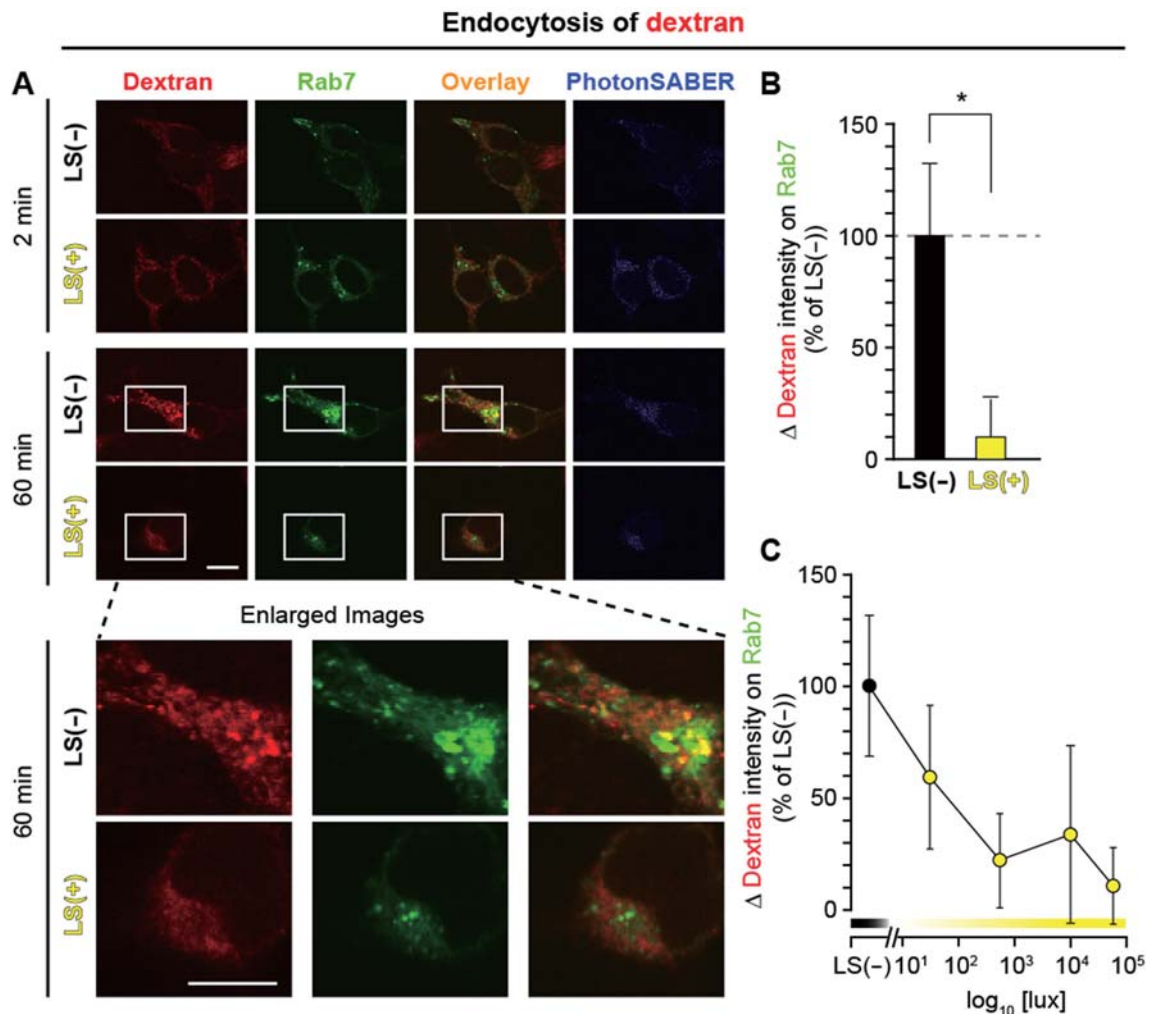 Endocytosis of dextran
A
Dextran Rab7 Overlay PhotonSABER
2 min
LS(−)
LS(+)
60 min
LS(−)
LS(+)
Enlarged Images
60 min
LS(−)
LS(+)
B
*
Δ Dextran intensity on Rab7
(% of LS(−))
150
100
50
0
LS(−) LS(+)
C
Δ Dextran intensity on Rab7
(% of LS(−))
150
100
50
0
LS(−) 10¹ 10² 10³ 10⁴ 10⁵
log₁₀ [lux]